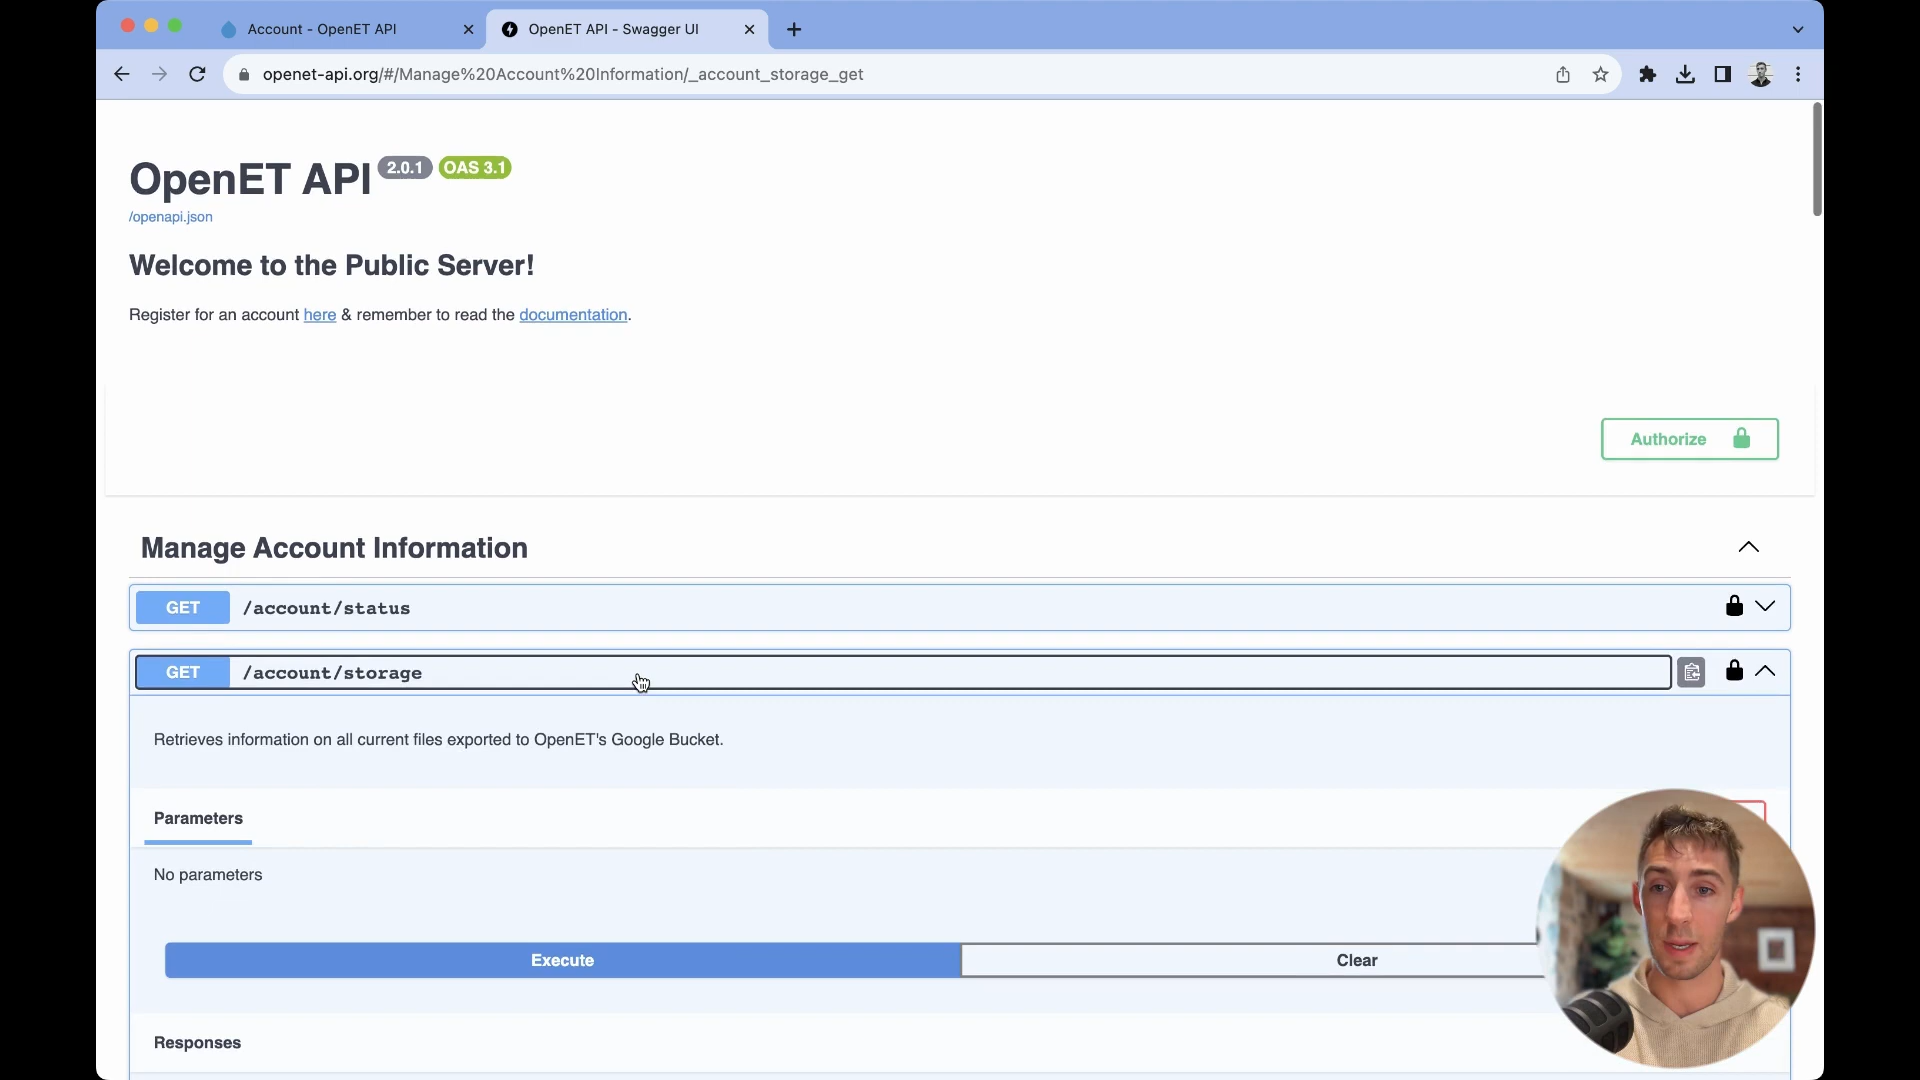 Account - OpenET API
OpenET API - Swagger UI
openet-api.org/#/Manage%20Account%20Information/_account_storage_get
OpenET API 2.0.1 OAS 3.1
/openapi.json
Welcome to the Public Server!
Register for an account here & remember to read the documentation.
Authorize
Manage Account Information
GET /account/status
GET /account/storage
Retrieves information on all current files exported to OpenET's Google Bucket.
Parameters
No parameters
Execute
Clear
Responses